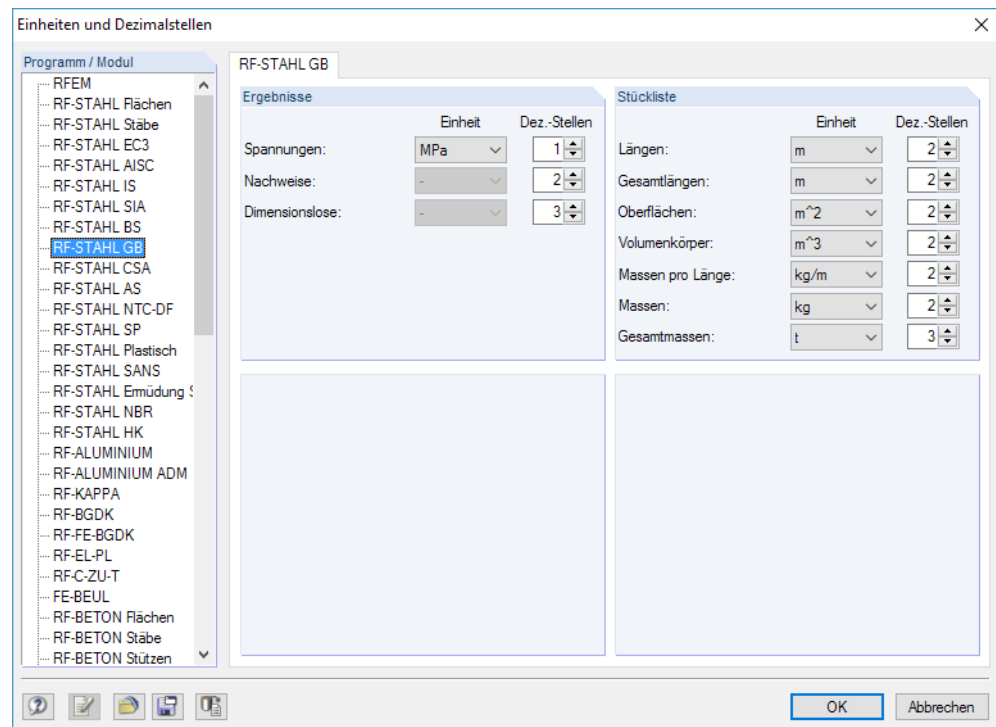 Einheiten und Dezimalstellen
Programm / Modul
RFEM
RF-STAHL Flächen
RF-STAHL Stäbe
RF-STAHL EC3
RF-STAHL AISC
RF-STAHL IS
RF-STAHL SIA
RF-STAHL BS
RF-STAHL GB
RF-STAHL CSA
RF-STAHL AS
RF-STAHL NTC-DF
RF-STAHL SP
RF-STAHL Plastisch
RF-STAHL SANS
RF-STAHL Ermüdung S
RF-STAHL NBR
RF-STAHL HK
RF-ALUMINIUM
RF-ALUMINIUM ADM
RF-KAPPA
RF-BGDK
RF-FE-BGDK
RF-EL-PL
RF-C-ZU-T
FE-BEUL
RF-BETON Flächen
RF-BETON Stäbe
RF-BETON Stützen
RF-STAHL GB
Ergebnisse
Einheit Dez.-Stellen
Spannungen: MPa 1
Nachweise: - 2
Dimensionslose: - 3
Stückliste
Einheit Dez.-Stellen
Längen: m 2
Gesamtlängen: m 2
Oberflächen: m^2 2
Volumenkörper: m^3 2
Massen pro Länge: kg/m 2
Massen: kg 2
Gesamtmassen: t 3
OK Abbrechen